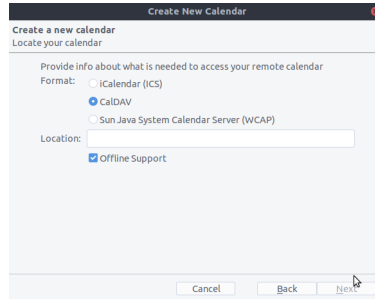 Create New Calendar
Create a new calendar
Locate your calendar
Provide info about what is needed to access your remote calendar
Format:
iCalendar (ICS)
CalDAV
Sun Java System Calendar Server (WCAP)
Location:
Offline Support
Cancel Back Next